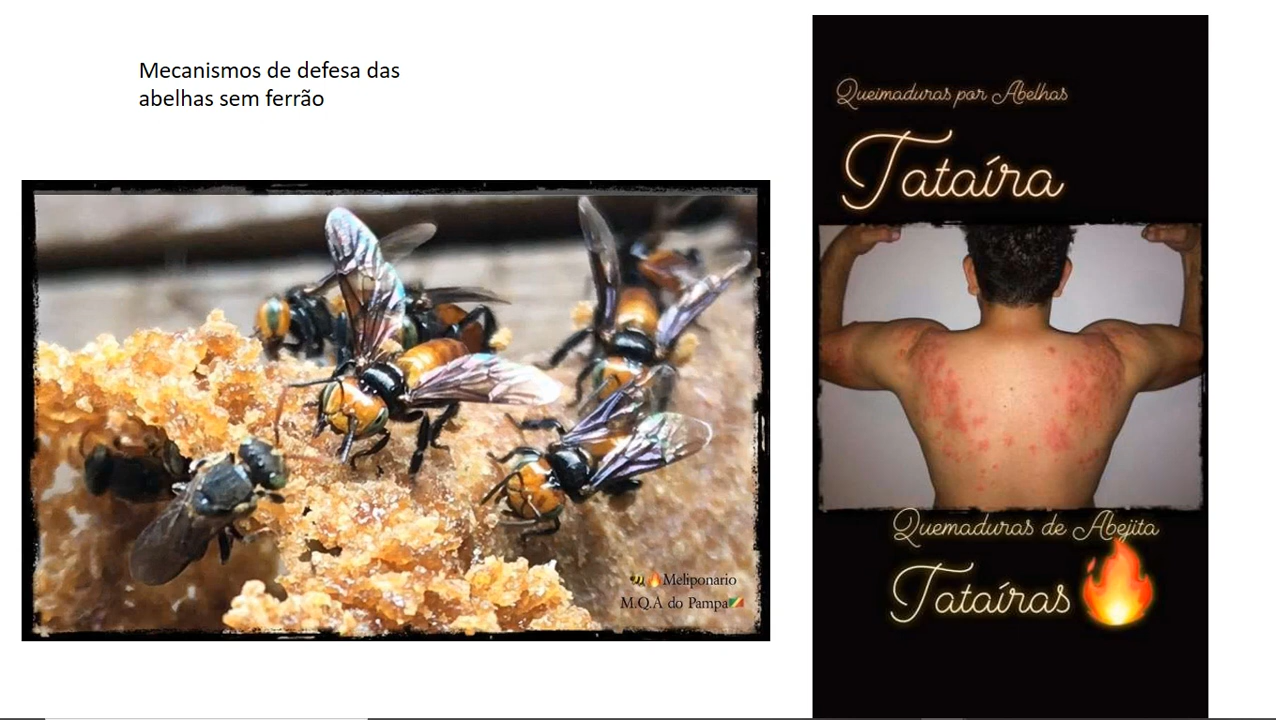 Mecanismos de defesa das
abelhas sem ferrão
Meliponario
M.Q.A do Pampa
Queimaduras por Abelhas
Tataíra
Quemaduras de Abejita
Tataíras